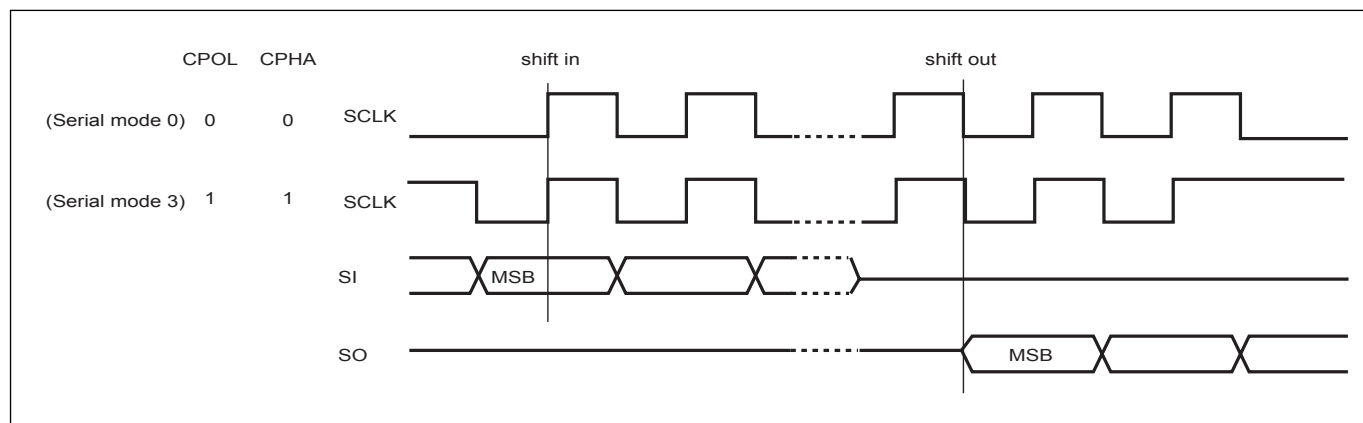 CPOL CPHA shift in shift out
(Serial mode 0) 0 0 SCLK
(Serial mode 3) 1 1 SCLK
SI MSB
SO MSB